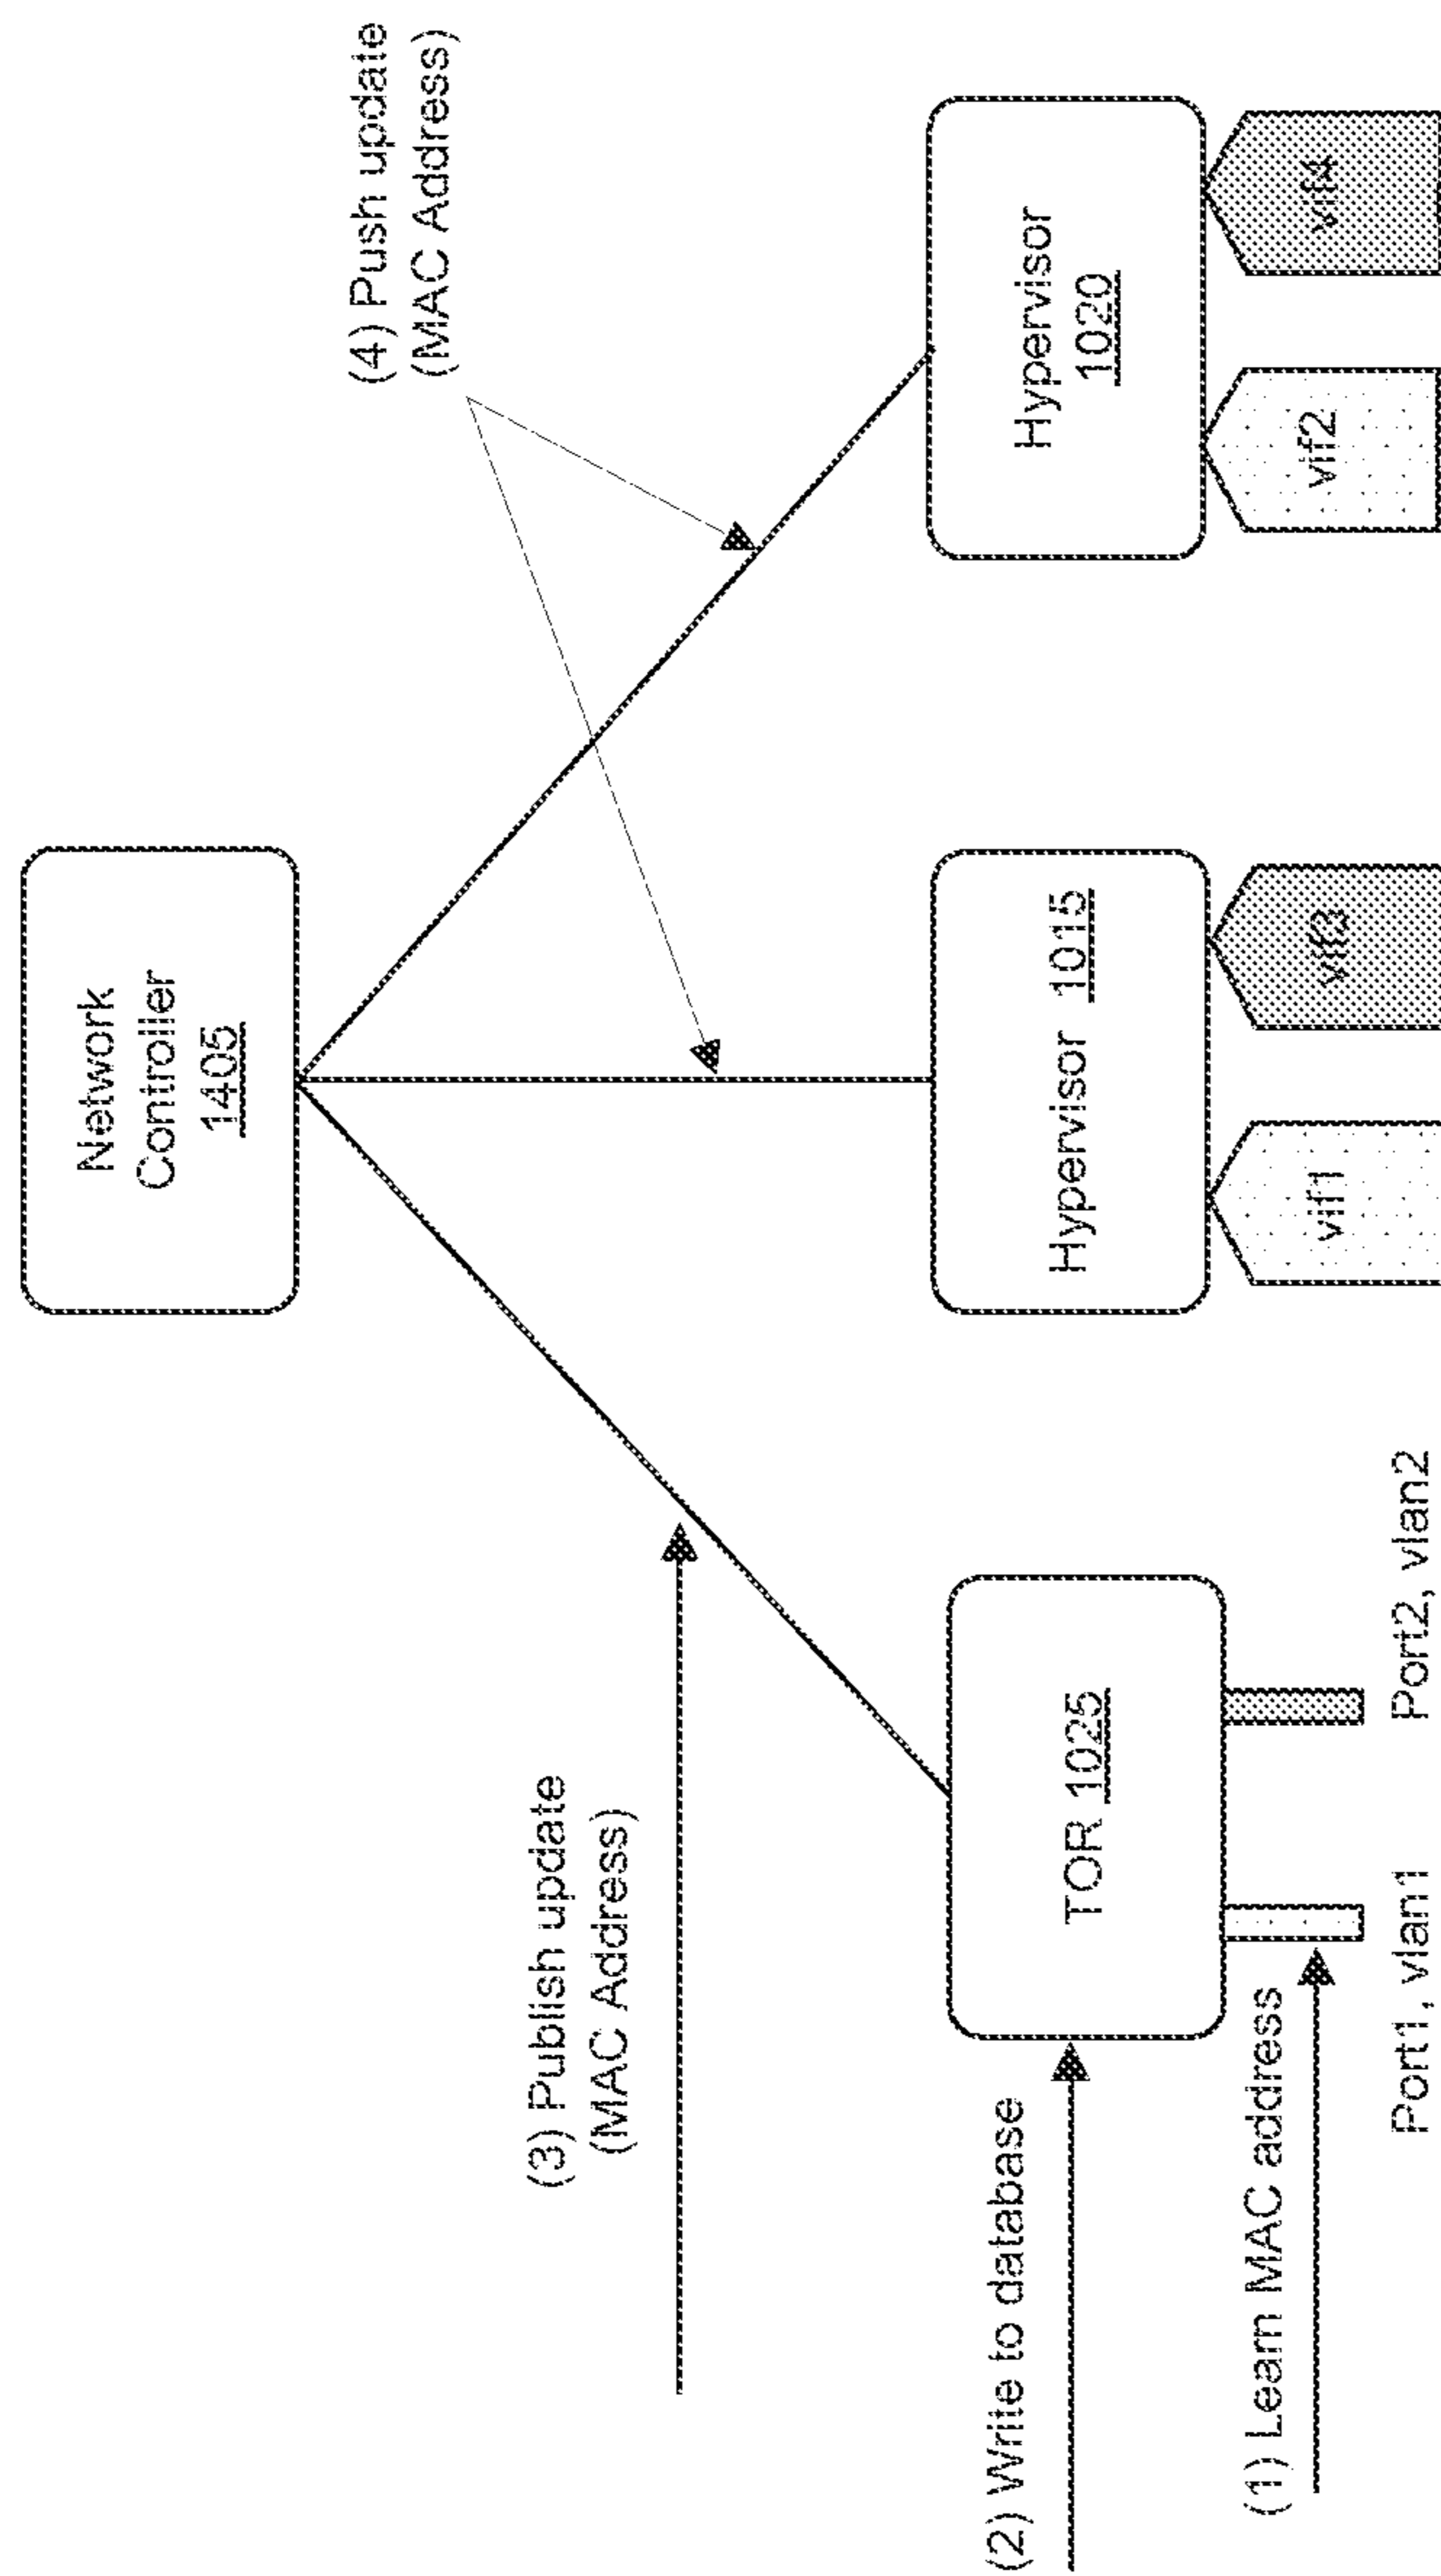 Network
Controller
1405
(4) Push update
(MAC Address)
(3) Publish update
(MAC Address)
(2) Write to database
TOR 1025
Hypervisor 1015
Hypervisor
1020
(1) Learn MAC address
vif1
vif3
vif2
vif4
Port1, vlan1
Port2, vlan2